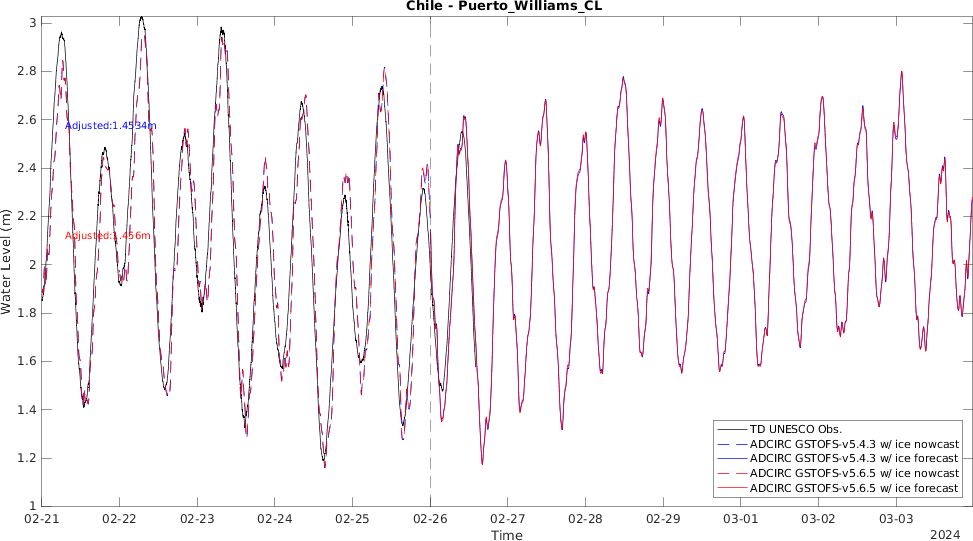 Chile - Puerto_Williams_CL
3
2.8
2.6
2.4
2.2
2
1.8
1.6
1.4
1.2
1
Water Level (m)
Adjusted:1.4534m
Adjusted:1.456m
TD UNESCO Obs.
ADCIRC GSTOFS-v5.4.3 w/ ice nowcast
ADCIRC GSTOFS-v5.4.3 w/ ice forecast
ADCIRC GSTOFS-v5.6.5 w/ ice nowcast
ADCIRC GSTOFS-v5.6.5 w/ ice forecast
02-21 02-22 02-23 02-24 02-25 02-26 02-27 02-28 02-29 03-01 03-02 03-03
Time
2024